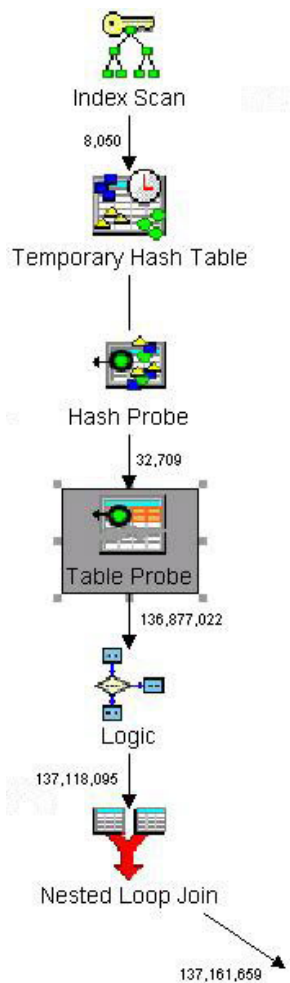 Index Scan
8,050
Temporary Hash Table
Hash Probe
32,709
Table Probe
136,877,022
Logic
137,118,095
Nested Loop Join
137,161,659